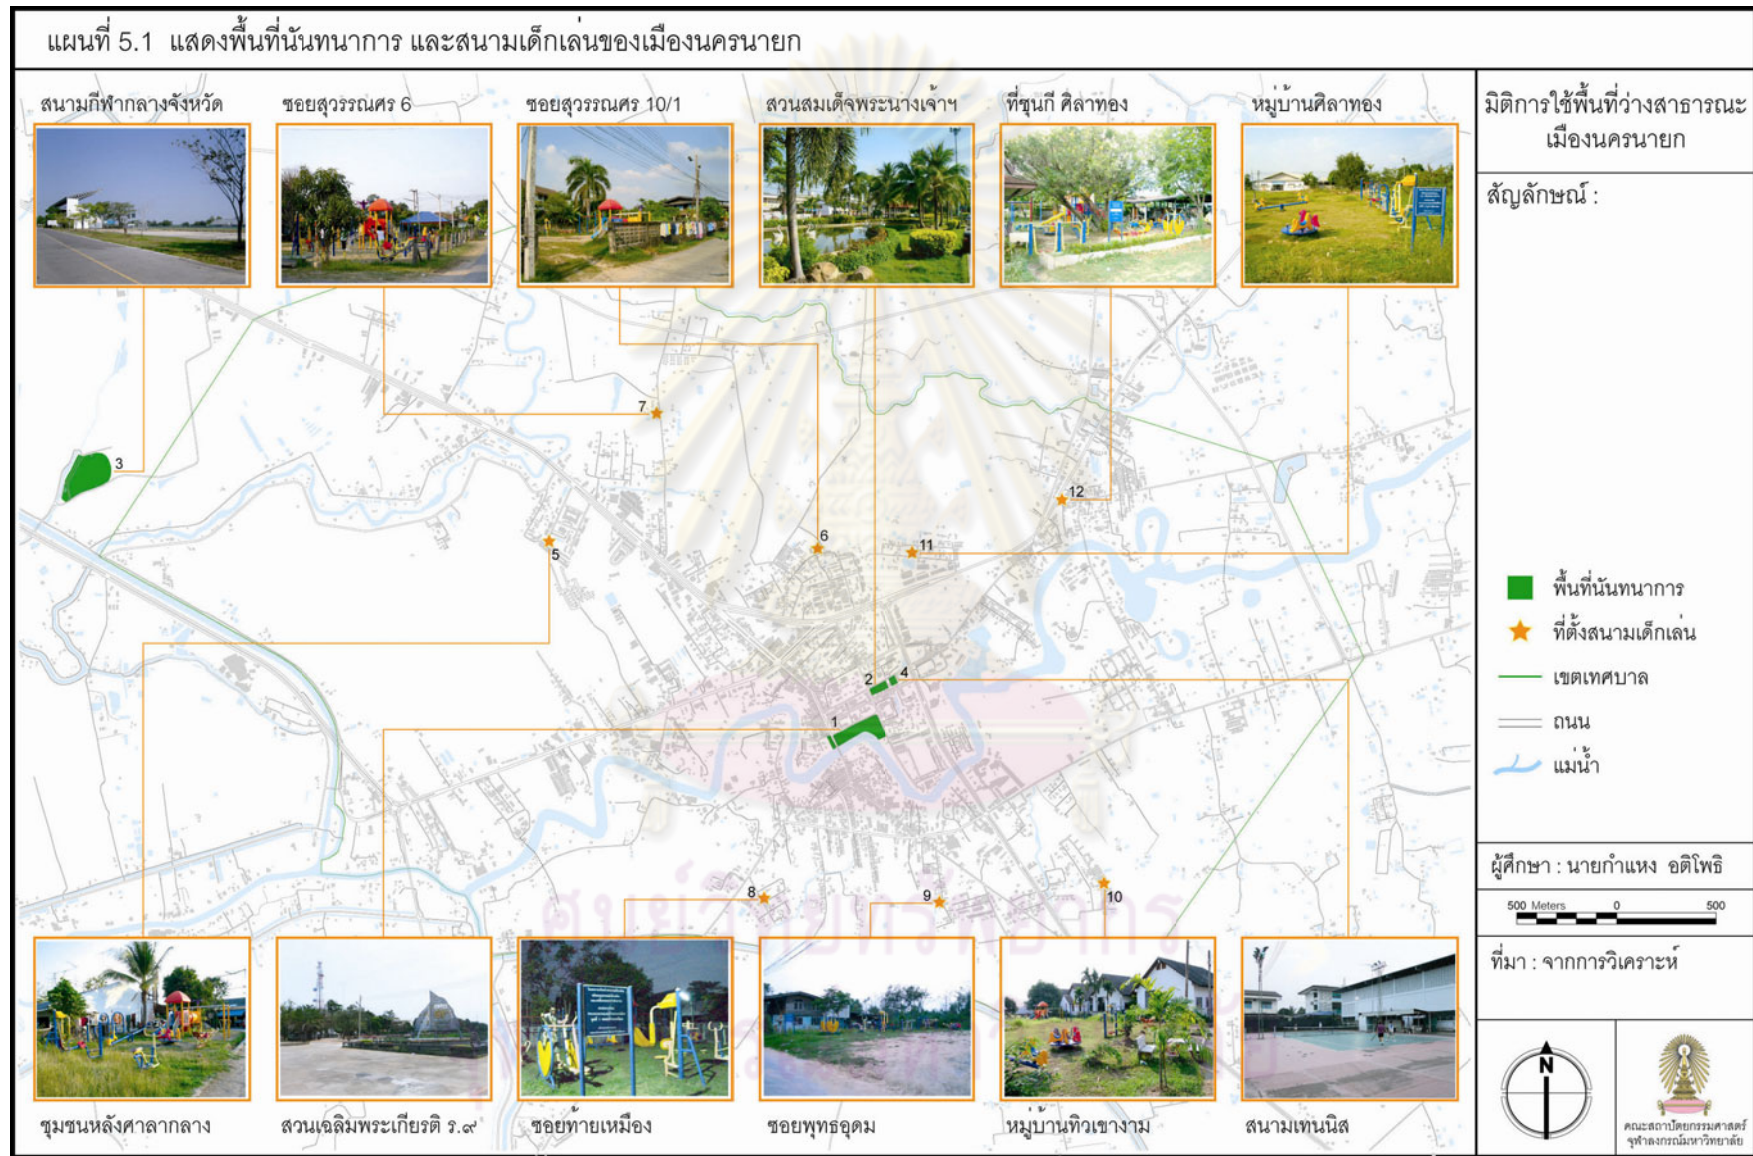 แผนที่ 5.1 แสดงพื้นที่นันทนาการ และสนามเด็กเล่นของเมืองนครนายก
สนามกีฬากลางจังหวัด
ซอยสุวรรณศร 6
ซอยสุวรรณศร 10/1
สวนสมเด็จพระนางเจ้าฯ
ที่ชุนกี ศิลาทอง
หมู่บ้านศิลาทอง
มิติการใช้พื้นที่ว่างสาธารณะ
เมืองนครนายก
สัญลักษณ์ :
7
3
12
6
11
5
2
4
1
พื้นที่นันทนาการ
ที่ตั้งสนามเด็กเล่น
เขตเทศบาล
ถนน
แม่น้ำ
8
9
10
ผู้ศึกษา : นายกำแหง อติโพธิ
500 Meters 0 500
ที่มา : จากการวิเคราะห์
N
คณะสถาปัตยกรรมศาสตร์
จุฬาลงกรณ์มหาวิทยาลัย
ศูนย์วิทยทรัพยากร
ชุมชนหลังศาลากลาง
สวนเฉลิมพระเกียรติ ร.๙
ซอยท้ายเหมือง
ซอยพุทธอุดม
หมู่บ้านทิวเขางาม
สนามเทนนิส